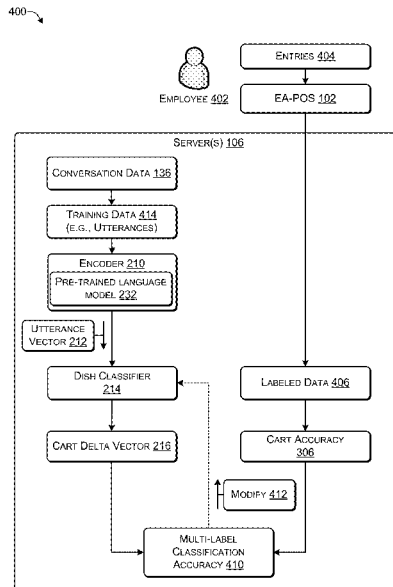 400
ENTRIES 404
EMPLOYEE 402
EA-POS 102
SERVER(S) 106
CONVERSATION DATA 136
TRAINING DATA 414
(E.G., UTTERANCES)
ENCODER 210
PRE-TRAINED LANGUAGE
MODEL 232
UTTERANCE
VECTOR 212
DISH CLASSIFIER
214
LABELED DATA 406
CART DELTA VECTOR 216
CART ACCURACY
306
MODIFY 412
MULTI-LABEL
CLASSIFICATION
ACCURACY 410